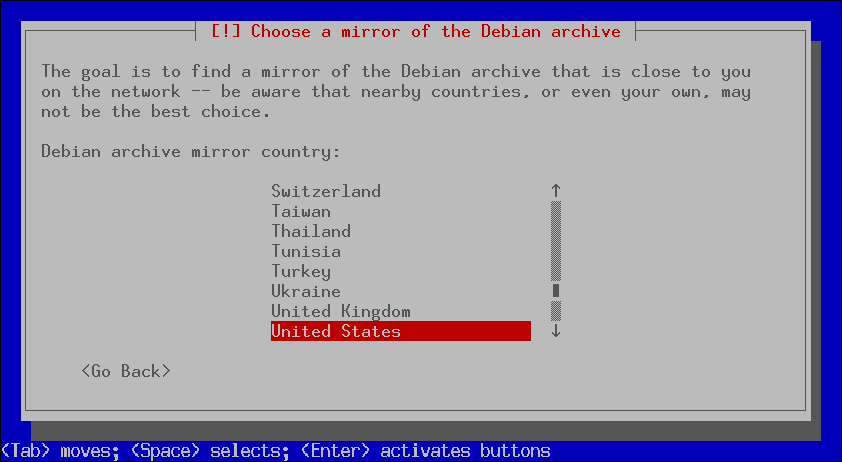 [!] Choose a mirror of the Debian archive
The goal is to find a mirror of the Debian archive that is close to you
on the network -- be aware that nearby countries, or even your own, may
not be the best choice.
Debian archive mirror country:
Switzerland
Taiwan
Thailand
Tunisia
Turkey
Ukraine
United Kingdom
United States
<Go Back>
<Tab> moves; <Space> selects; <Enter> activates buttons